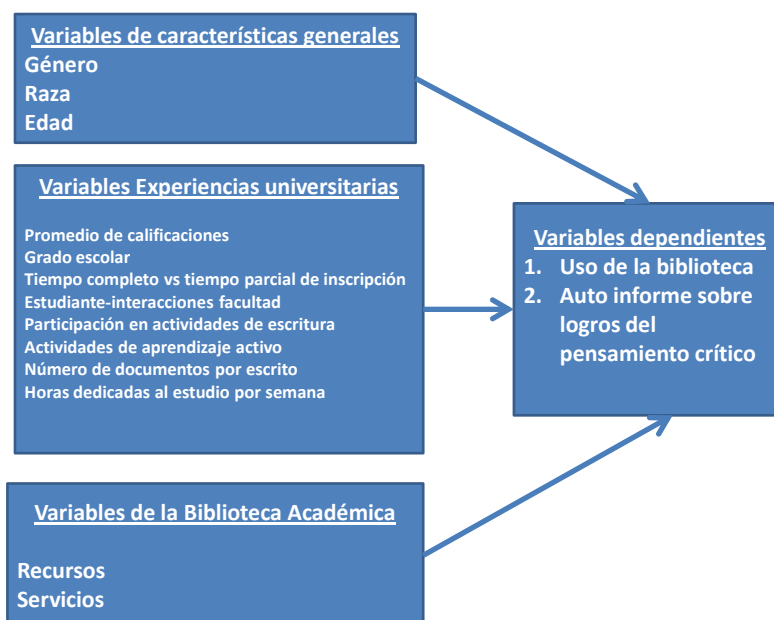 Variables de características generales
Género
Raza
Edad
Variables Experiencias universitarias
Promedio de calificaciones
Grado escolar
Tiempo completo vs tiempo parcial de inscripción
Estudiante-interacciones facultad
Participación en actividades de escritura
Actividades de aprendizaje activo
Número de documentos por escrito
Horas dedicadas al estudio por semana
Variables de la Biblioteca Académica
Recursos
Servicios
Variables dependientes
1. Uso de la biblioteca
2. Auto informe sobre
logros del
pensamiento crítico